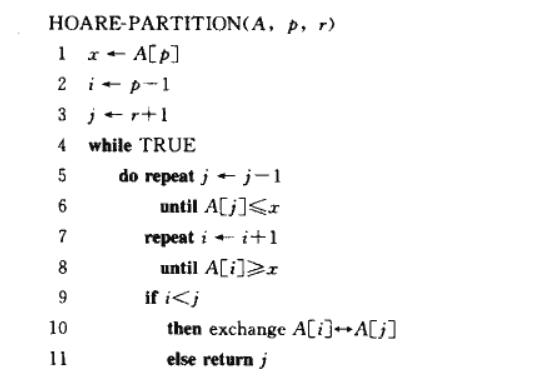 HOARE-PARTITION(A, p, r)
1 x ← A[p]
2 i ← p−1
3 j ← r+1
4 while TRUE
5 do repeat j ← j−1
6 until A[j]⩽x
7 repeat i ← i+1
8 until A[i]⩾x
9 if i<j
10 then exchange A[i]↔A[j]
11 else return j